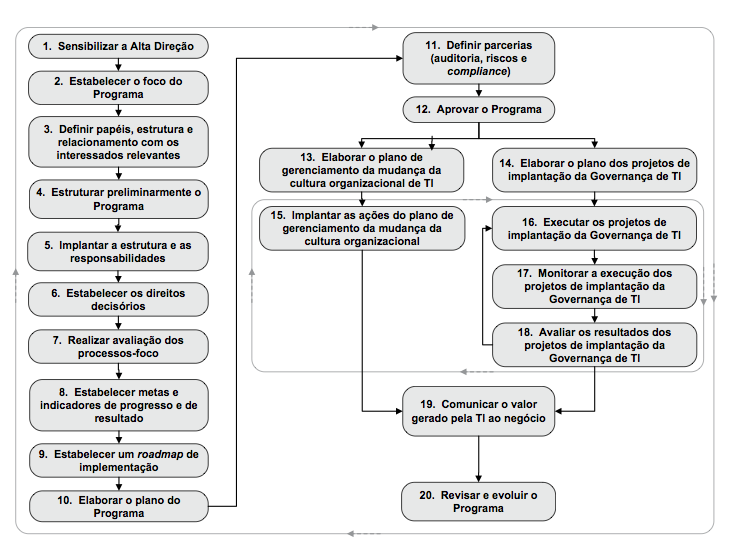 1. Sensibilizar a Alta Direção
2. Estabelecer o foco do
Programa
3. Definir papéis, estrutura e
relacionamento com os
interessados relevantes
4. Estruturar preliminarmente o
Programa
5. Implantar a estrutura e as
responsabilidades
6. Estabelecer os direitos
decisórios
7. Realizar avaliação dos
processos-foco
8. Estabelecer metas e
indicadores de progresso e de
resultado
9. Estabelecer um roadmap de
implementação
10. Elaborar o plano do
Programa
11. Definir parcerias
(auditoria, riscos e
compliance)
12. Aprovar o Programa
13. Elaborar o plano de
gerenciamento da mudança da
cultura organizacional de TI
14. Elaborar o plano dos projetos de
implantação da Governança de TI
15. Implantar as ações do plano de
gerenciamento da mudança da
cultura organizacional
16. Executar os projetos de
implantação da Governança de TI
17. Monitorar a execução dos
projetos de implantação da
Governança de TI
18. Avaliar os resultados dos
projetos de implantação da
Governança de TI
19. Comunicar o valor
gerado pela TI ao negócio
20. Revisar e evoluir o
Programa